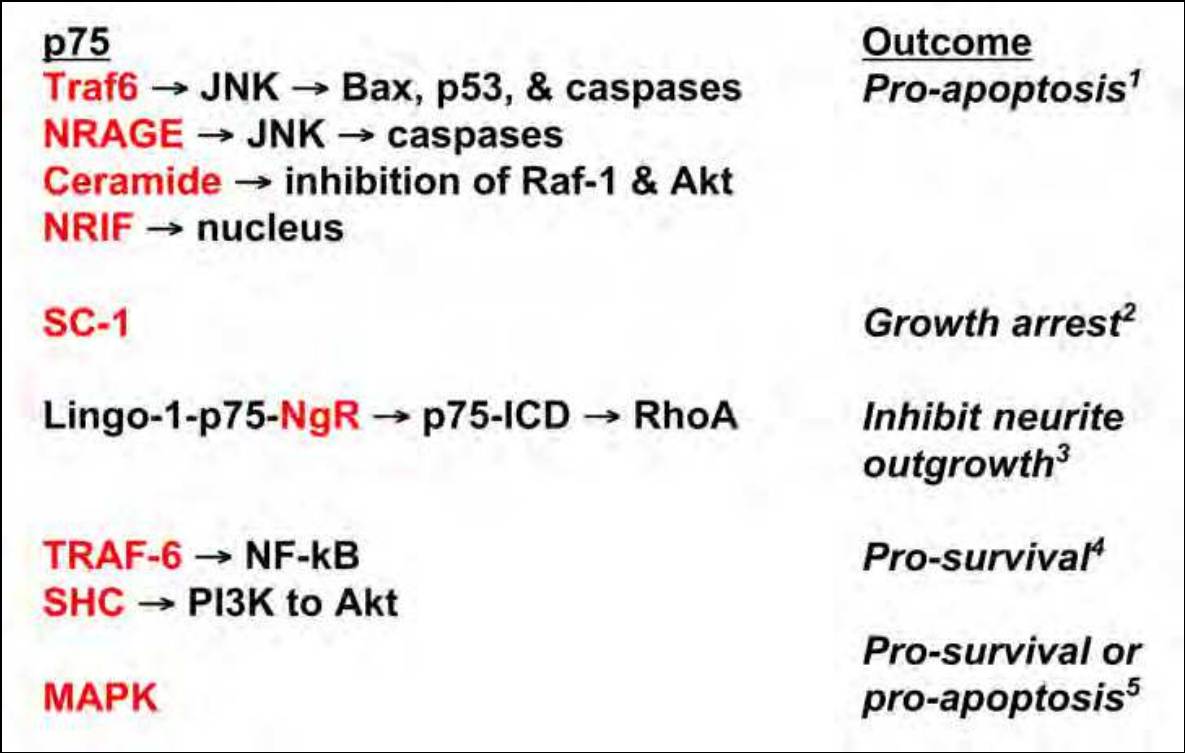 p75 Outcome
Traf6 → JNK → Bax, p53, & caspases Pro-apoptosis¹
NRAGE → JNK → caspases
Ceramide → inhibition of Raf-1 & Akt
NRIF → nucleus
SC-1 Growth arrest²
Lingo-1-p75-NgR → p75-ICD → RhoA Inhibit neurite
outgrowth³
TRAF-6 → NF-kB Pro-survival⁴
SHC → PI3K to Akt
Pro-survival or
MAPK pro-apoptosis⁵